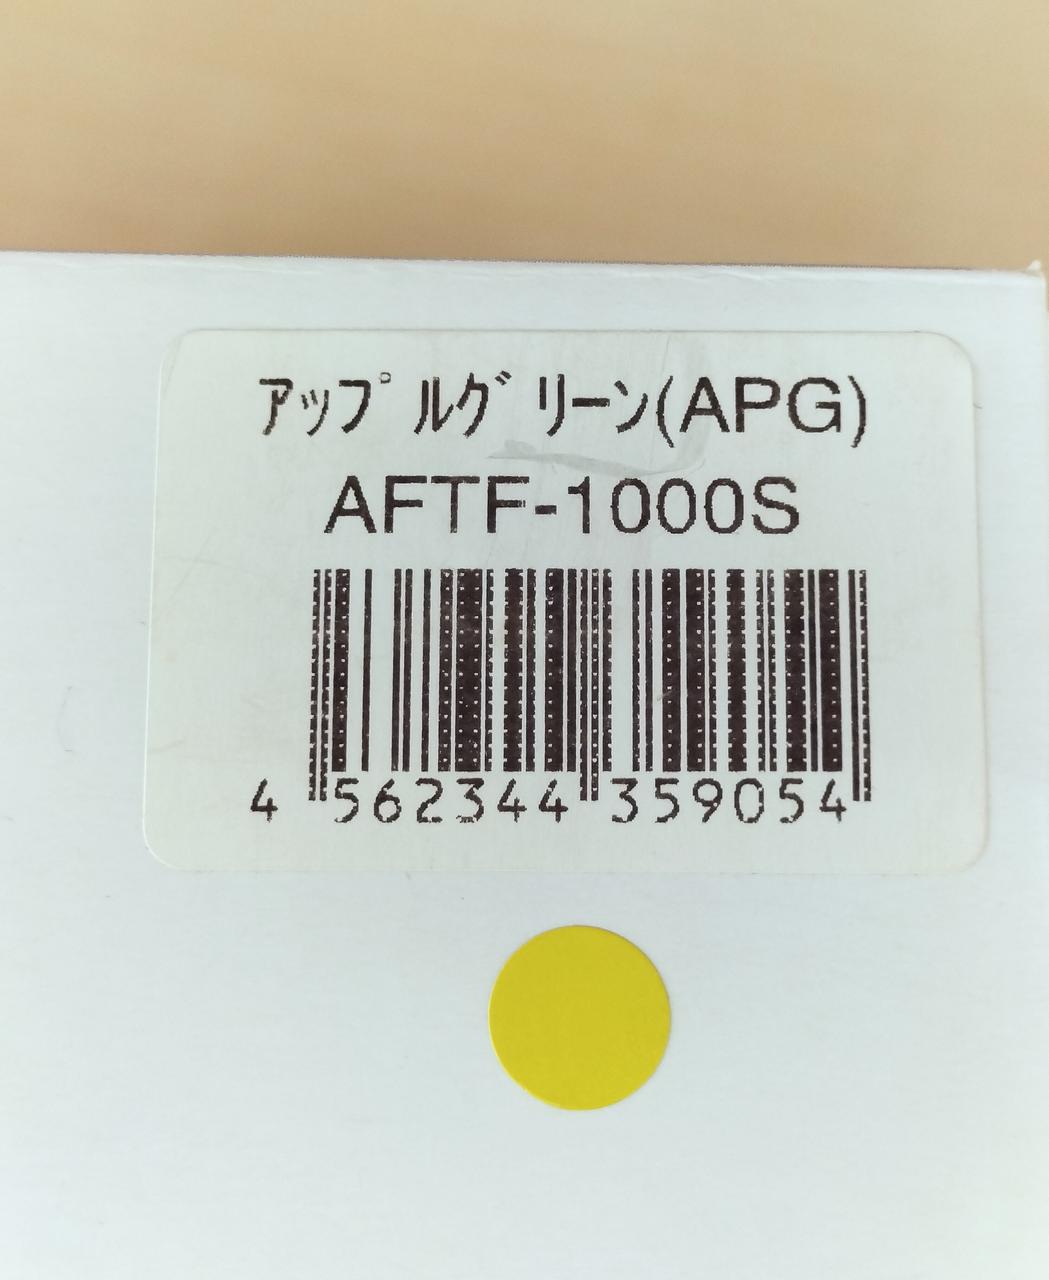 ｱｯﾌﾟﾙｸﾞﾘｰﾝ(APG)
AFTF-1000S
4 562344 359054